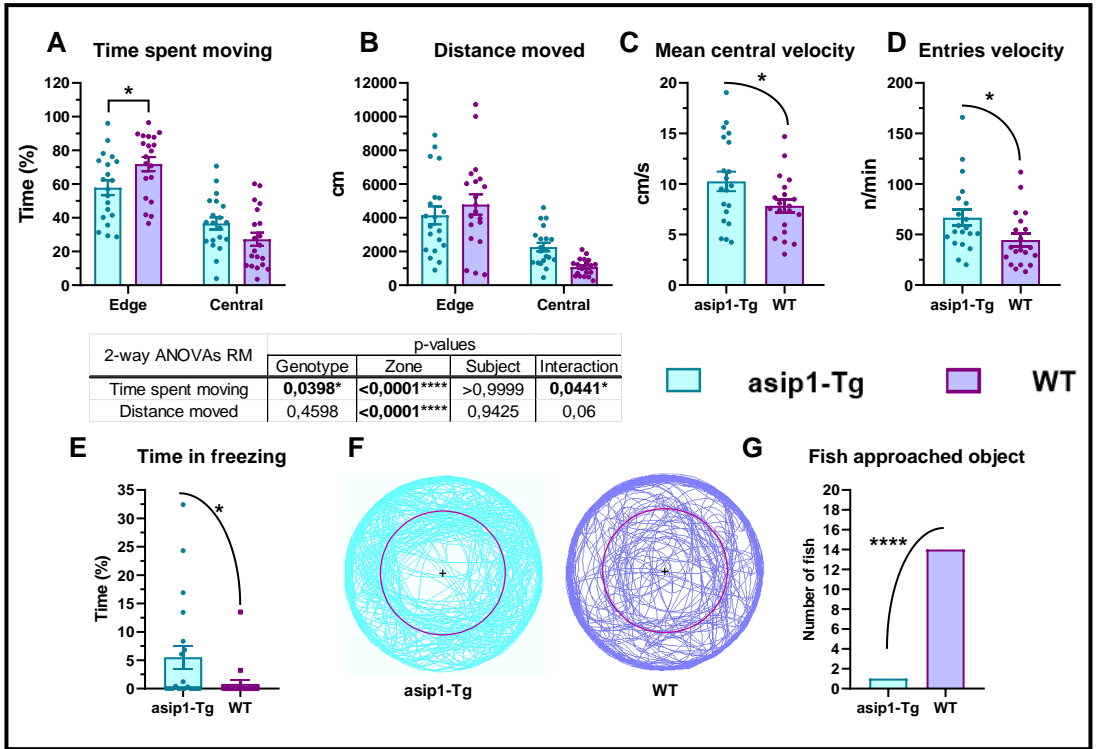 A Time spent moving
120
100
80
60
40
20
0
Time (%)
*
Edge Central
B Distance moved
12000
10000
8000
6000
4000
2000
0
cm
Edge Central
C Mean central velocity
20
15
10
5
0
cm/s
*
asip1-Tg WT
D Entries velocity
200
150
100
50
0
n/min
*
asip1-Tg WT
2-way ANOVAs RM p-values
Genotype Zone Subject Interaction
Time spent moving 0,0398* <0,0001**** >0,9999 0,0441*
Distance moved 0,4598 <0,0001**** 0,9425 0,06
asip1-Tg WT
E Time in freezing
35
30
25
20
15
10
5
0
Time (%)
*
asip1-Tg WT
F
asip1-Tg WT
G Fish approached object
20
18
16
14
12
10
8
6
4
2
0
Number of fish
****
asip1-Tg WT